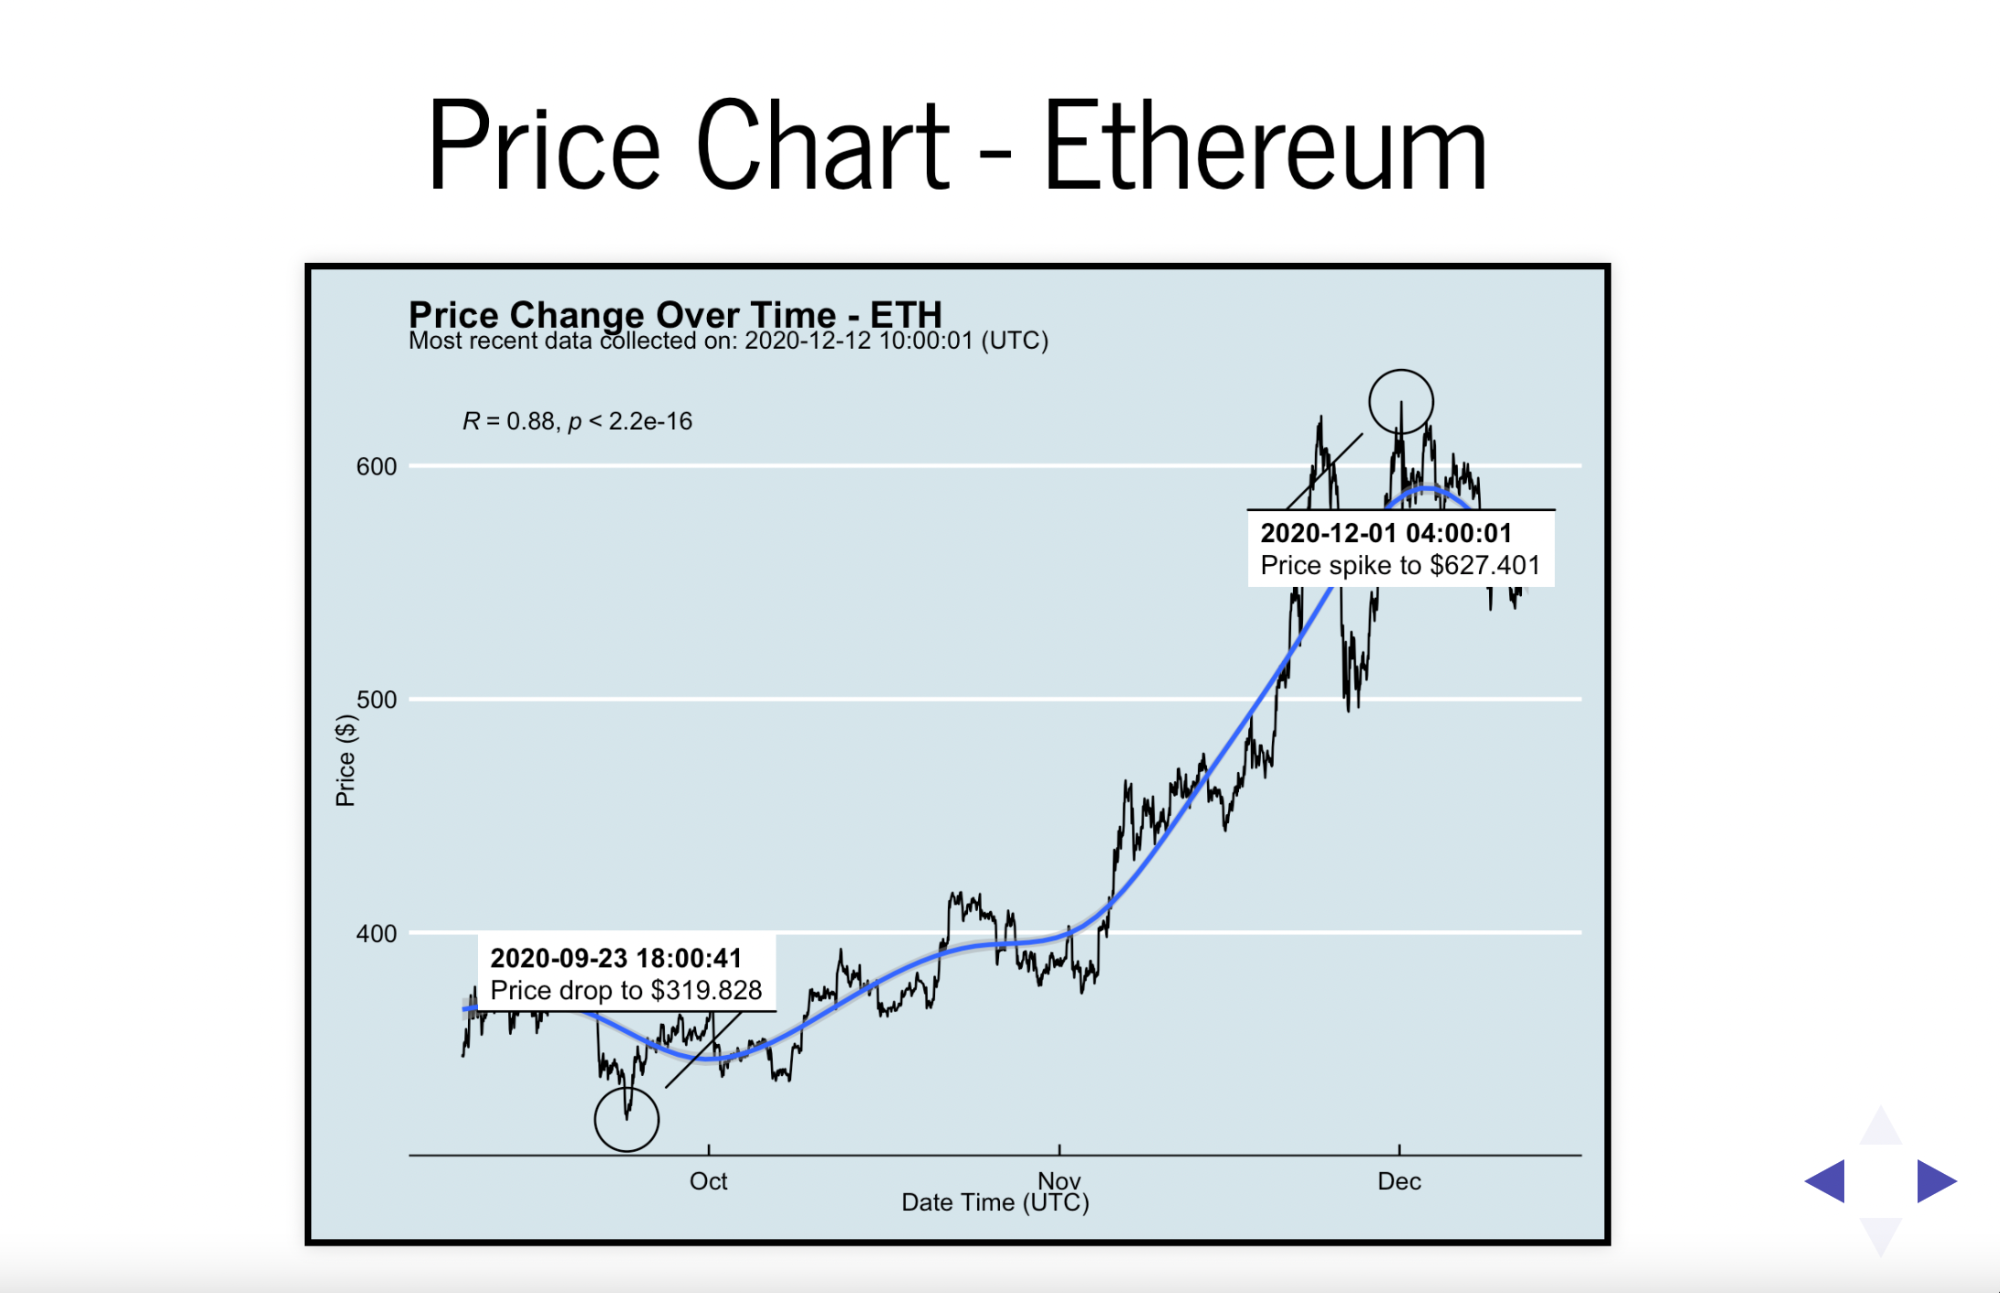 Price Chart - Ethereum
Price Change Over Time - ETH
Most recent data collected on: 2020-12-12 10:00:01 (UTC)
R = 0.88, p < 2.2e-16
600
2020-12-01 04:00:01
Price spike to $627.401
500
Price ($)
400
2020-09-23 18:00:41
Price drop to $319.828
Oct
Nov
Dec
Date Time (UTC)